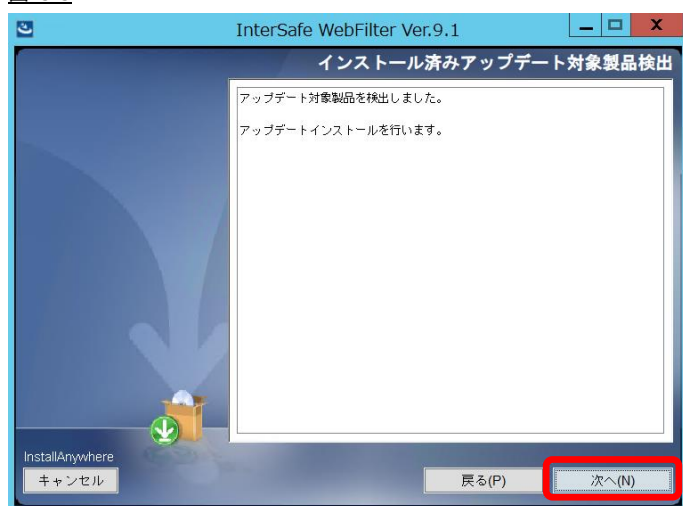 InterSafe WebFilter Ver.9.1
インストール済みアップデート対象製品検出
アップデート対象製品を検出しました。
アップデートインストールを行います。
InstallAnywhere
キャンセル
戻る(P)
次へ(N)